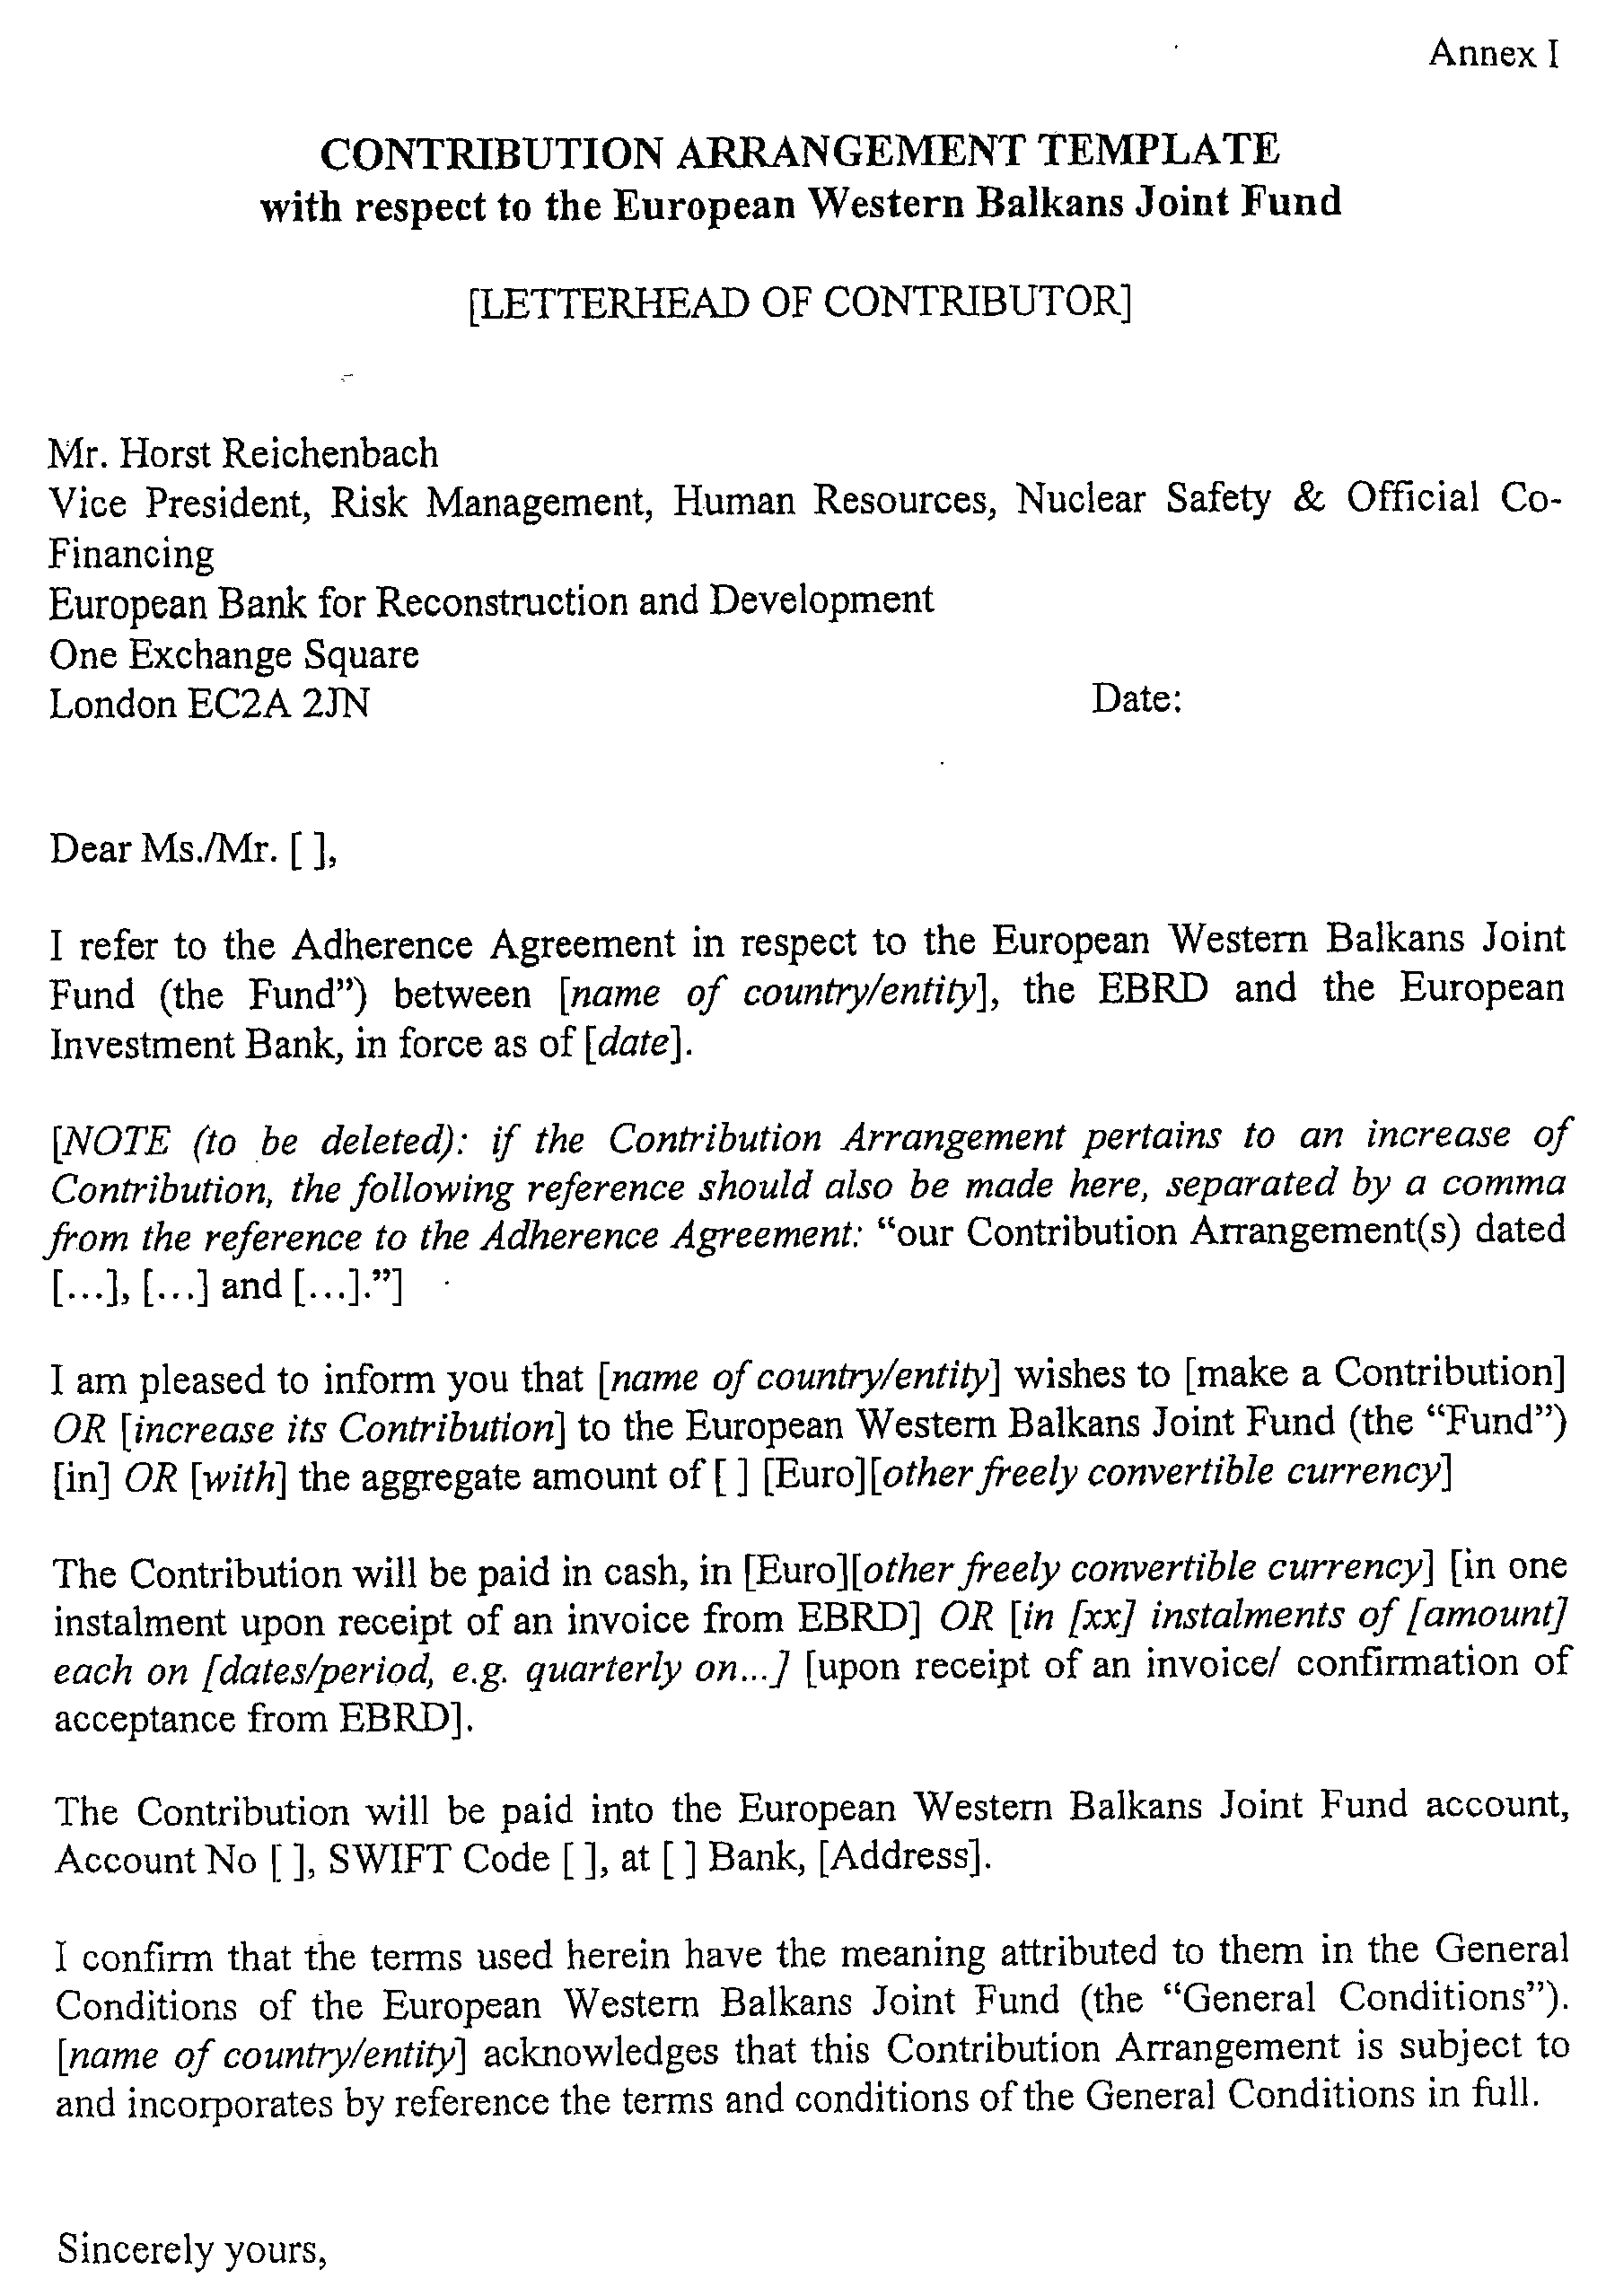 Annex I
CONTRIBUTION ARRANGEMENT TEMPLATE
with respect to the European Western Balkans Joint Fund
[LETTERHEAD OF CONTRIBUTOR]
Mr. Horst Reichenbach
Vice President, Risk Management, Human Resources, Nuclear Safety & Official Co-
Financing
European Bank for Reconstruction and Development
One Exchange Square
London EC2A 2JN Date:
Dear Ms./Mr. [ ],
I refer to the Adherence Agreement in respect to the European Western Balkans Joint
Fund (the Fund”) between [name of country/entity], the EBRD and the European
Investment Bank, in force as of [date].
[NOTE (to be deleted): if the Contribution Arrangement pertains to an increase of
Contribution, the following reference should also be made here, separated by a comma
from the reference to the Adherence Agreement: “our Contribution Arrangement(s) dated
[…], […] and […].”]
I am pleased to inform you that [name of country/entity] wishes to [make a Contribution]
OR [increase its Contribution] to the European Western Balkans Joint Fund (the “Fund”)
[in] OR [with] the aggregate amount of [ ] [Euro][other freely convertible currency]
The Contribution will be paid in cash, in [Euro][other freely convertible currency] [in one
instalment upon receipt of an invoice from EBRD] OR [in [xx] instalments of [amount]
each on [dates/period, e.g. quarterly on...] [upon receipt of an invoice/ confirmation of
acceptance from EBRD].
The Contribution will be paid into the European Western Balkans Joint Fund account,
Account No [ ], SWIFT Code [ ], at [ ] Bank, [Address].
I confirm that the terms used herein have the meaning attributed to them in the General
Conditions of the European Western Balkans Joint Fund (the “General Conditions”).
[name of country/entity] acknowledges that this Contribution Arrangement is subject to
and incorporates by reference the terms and conditions of the General Conditions in full.
Sincerely yours,